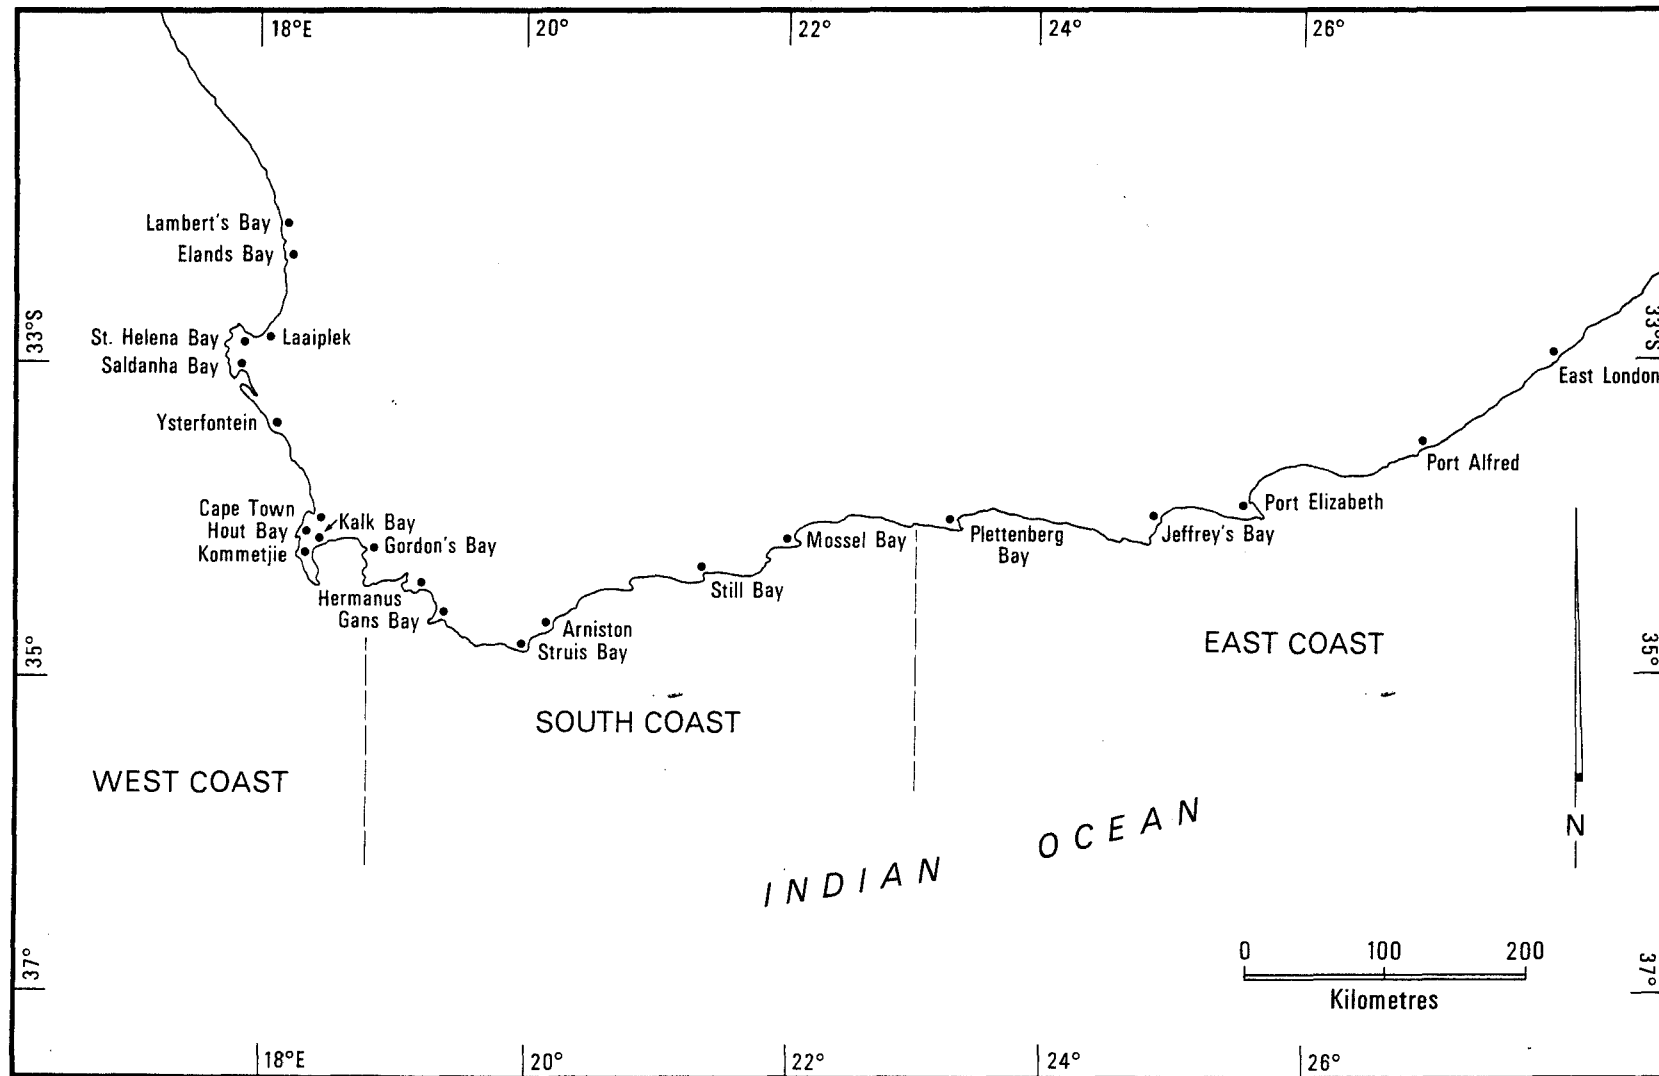 18°E
20°
22°
24°
26°
Lambert's Bay
Elands Bay
33°S
33°S
St. Helena Bay
Laaiplek
Saldanha Bay
East London
Ysterfontein
Port Alfred
Cape Town
Kalk Bay
Hout Bay
Kommetjie
Gordon's Bay
Port Elizabeth
Jeffrey's Bay
Plettenberg
Bay
Mossel Bay
Still Bay
Hermanus
Gans Bay
Arniston
Struis Bay
35°
35°
EAST COAST
SOUTH COAST
WEST COAST
INDIAN OCEAN
N
0 100 200
Kilometres
37°
37°
18°E
20°
22°
24°
26°